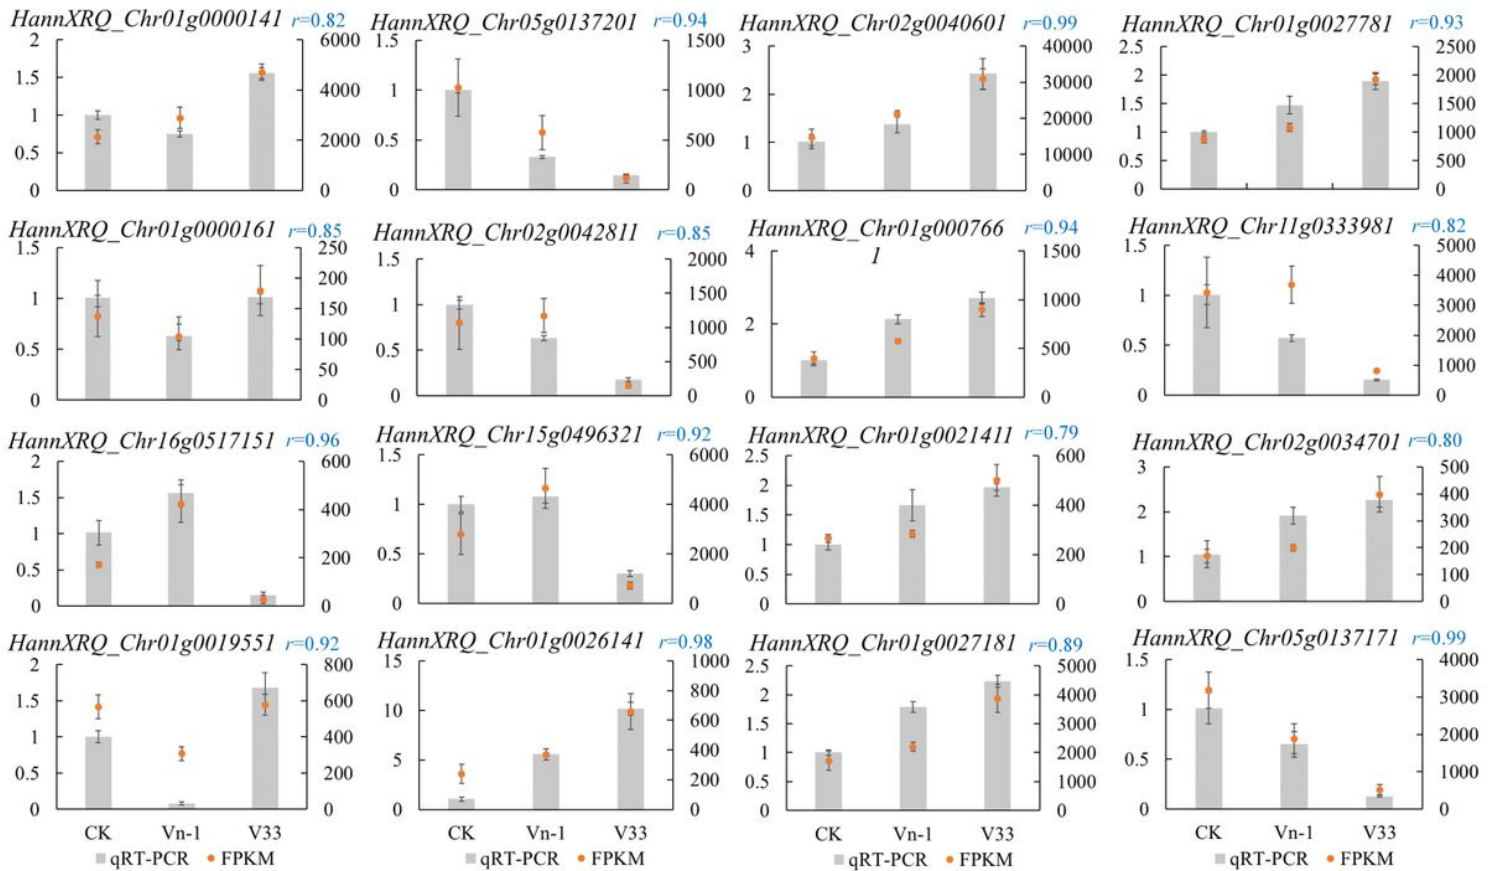 HannXRQ_Chr01g0000141 r=0.82 HannXRQ_Chr05g0137201 r=0.94 HannXRQ_Chr02g0040601 r=0.99 HannXRQ_Chr01g0027781 r=0.93
2 6000 1.5 1500 3 40000 2.5 2500
1.5 4000 1 1000 2 30000 2 2000
1 2000 0.5 500 1 20000 1.5 1500
0.5 0 0 0 0 10000 1 1000
0 0 0.5 500
0 0
HannXRQ_Chr01g0000161 r=0.85 HannXRQ_Chr02g0042811 r=0.85 HannXRQ_Chr01g000766 r=0.94 HannXRQ_Chr11g0333981 r=0.82
1
1.5 250 1.5 2000 4 1500 1.5 5000
1 200 1 1500 2 1000 1 4000
0.5 150 0.5 1000 0 500 0.5 3000
0 100 0 500 0 0 2000
50 0 1000
0 0
HannXRQ_Chr16g0517151 r=0.96 HannXRQ_Chr15g0496321 r=0.92 HannXRQ_Chr01g0021411 r=0.79 HannXRQ_Chr02g0034701 r=0.80
2 600 1.5 6000 2.5 600 3 500
1.5 400 1 4000 2 400 2 400
1 200 0.5 2000 1.5 200 1 300
0.5 0 0 0 1 0 0 200
0 0.5 100
0 0
HannXRQ_Chr01g0019551 r=0.92 HannXRQ_Chr01g0026141 r=0.98 HannXRQ_Chr01g0027181 r=0.89 HannXRQ_Chr05g0137171 r=0.99
2 800 15 1000 2.5 5000 1.5 4000
1.5 600 10 800 2 4000 1 3000
1 400 5 600 1.5 3000 0.5 2000
0.5 200 0 400 1 2000 0 1000
0 0 200 0.5 1000 0
0 0 0
CK Vn-1 V33 CK Vn-1 V33 CK Vn-1 V33 CK Vn-1 V33
qRT-PCR FPKM qRT-PCR FPKM qRT-PCR FPKM qRT-PCR FPKM